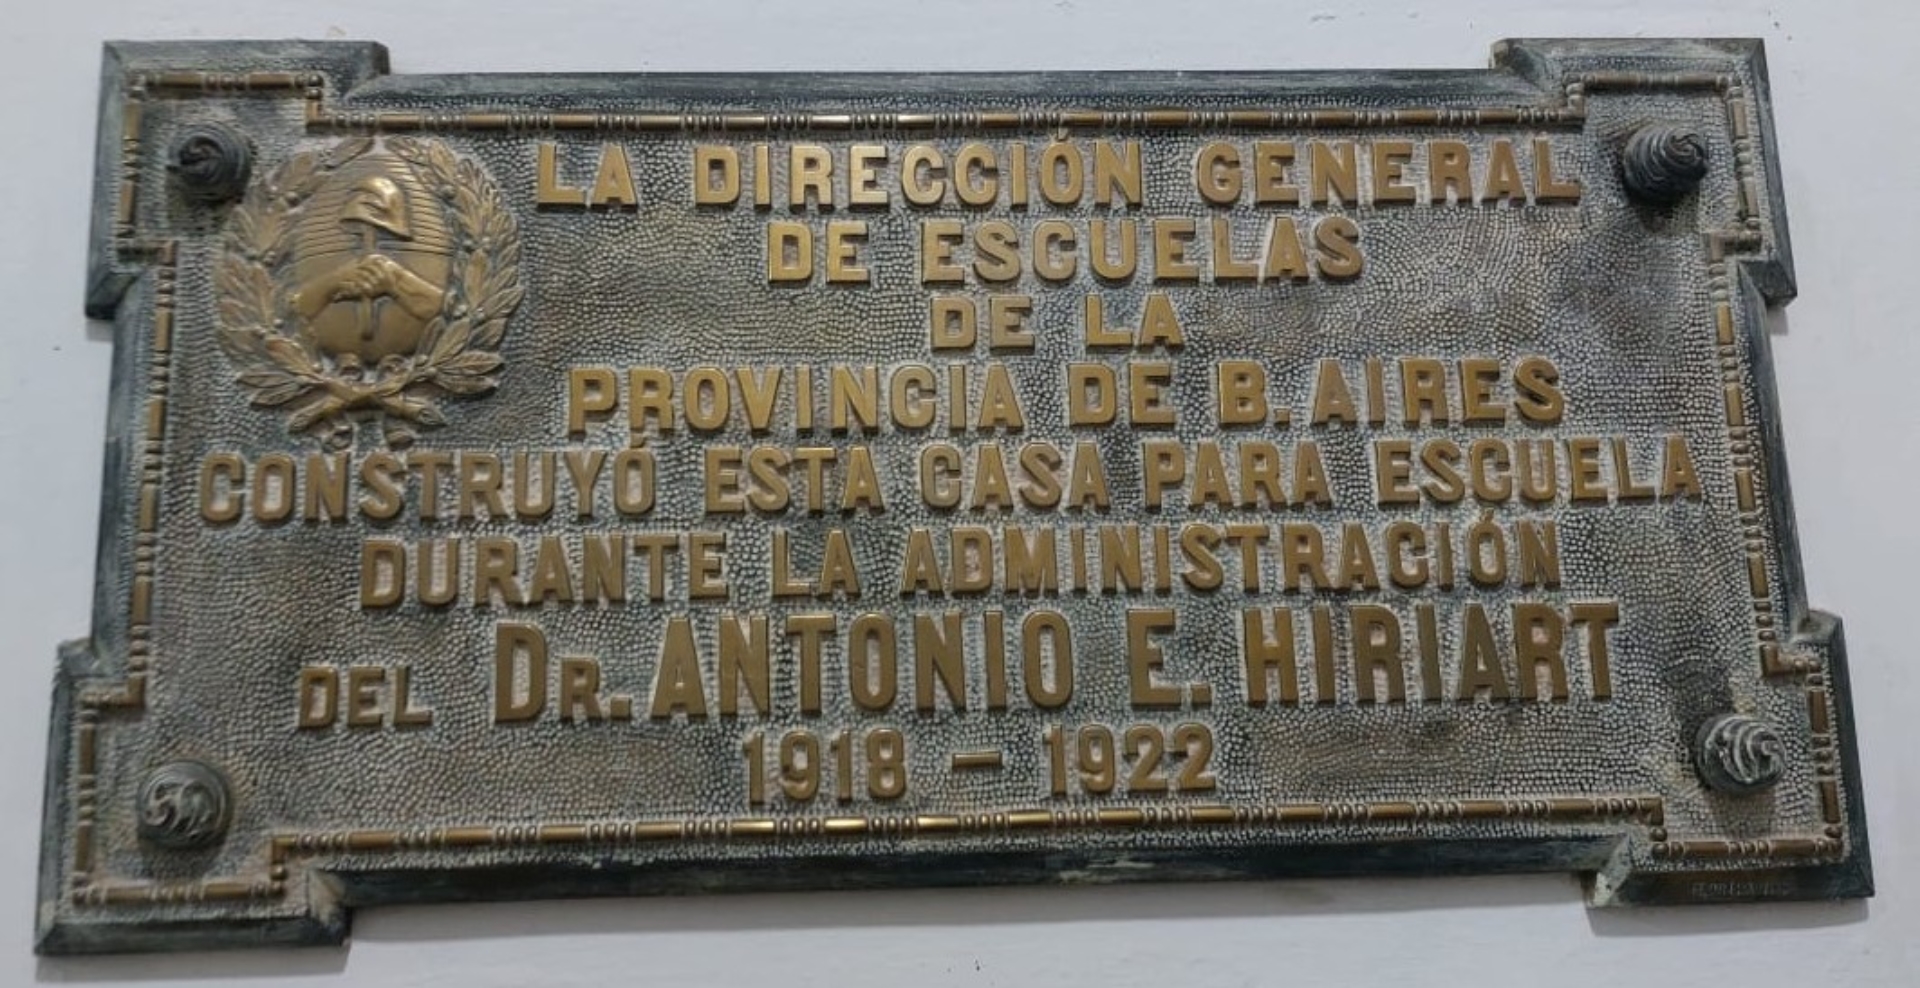 LA DIRECCIÓN GENERAL
DE ESCUELAS
DE LA
PROVINCIA DE B. AIRES
CONSTRUYÓ ESTA CASA PARA ESCUELA
DURANTE LA ADMINISTRACIÓN
DEL DR. ANTONIO E. HIRIART
1918 - 1922